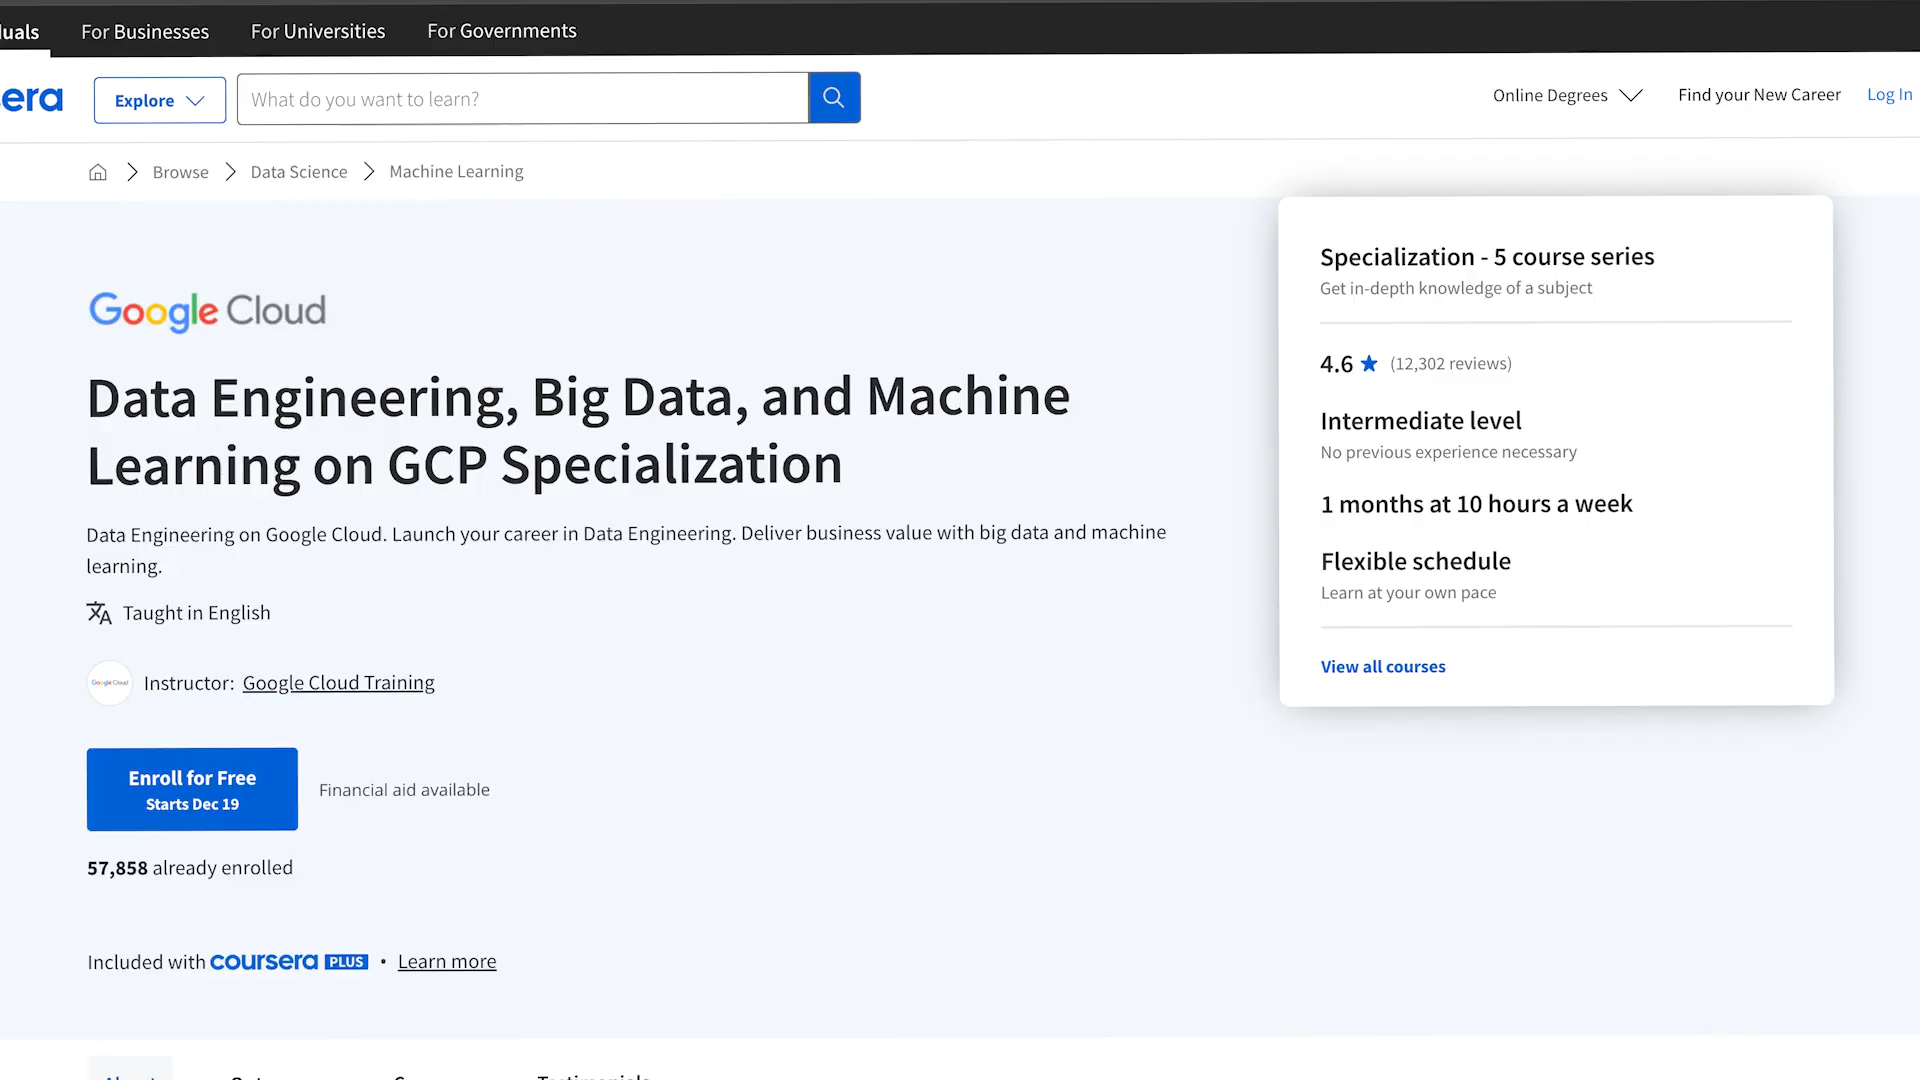 duals For Businesses For Universities For Governments
era Explore What do you want to learn? Online Degrees Find your New Career Log In
Browse Data Science Machine Learning
Google Cloud
Data Engineering, Big Data, and Machine
Learning on GCP Specialization
Data Engineering on Google Cloud. Launch your career in Data Engineering. Deliver business value with big data and machine
learning.
Taught in English
Google Cloud Instructor: Google Cloud Training
Enroll for Free
Starts Dec 19
Financial aid available
57,858 already enrolled
Included with coursera PLUS • Learn more
Specialization - 5 course series
Get in-depth knowledge of a subject
4.6 ★ (12,302 reviews)
Intermediate level
No previous experience necessary
1 months at 10 hours a week
Flexible schedule
Learn at your own pace
View all courses
Testimonials